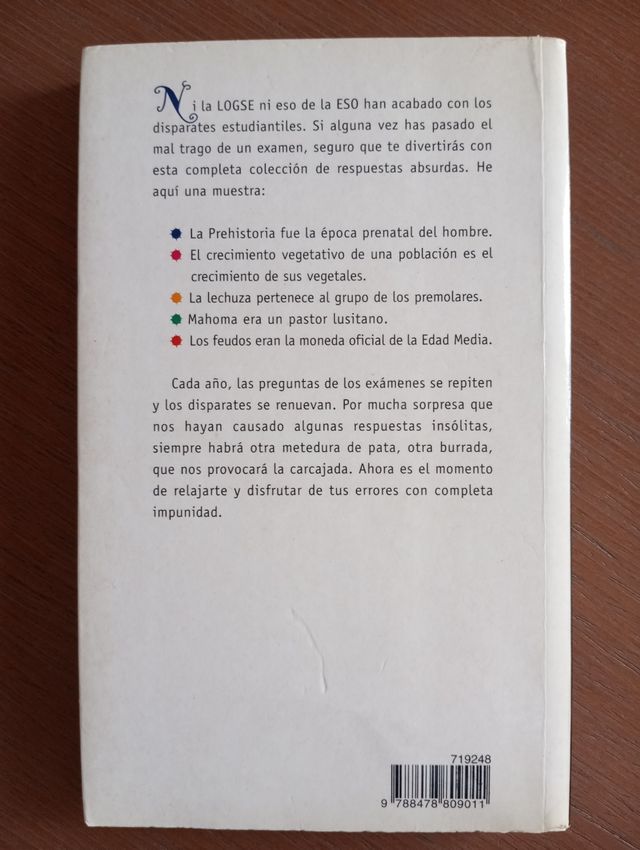 Ni la LOGSE ni eso de la ESO han acabado con los
disparates estudiantiles. Si alguna vez has pasado el
mal trago de un examen, seguro que te divertirás con
esta completa colección de respuestas absurdas. He
aquí una muestra:
La Prehistoria fue la época prenatal del hombre.
El crecimiento vegetativo de una población es el
crecimiento de sus vegetales.
La lechuza pertenece al grupo de los premolares.
Mahoma era un pastor lusitano.
Los feudos eran la moneda oficial de la Edad Media.
Cada año, las preguntas de los exámenes se repiten
y los disparates se renuevan. Por mucha sorpresa que
nos hayan causado algunas respuestas insólitas,
siempre habrá otra metedura de pata, otra burrada,
que nos provocará la carcajada. Ahora es el momento
de relajarte y disfrutar de tus errores con completa
impunidad.
719248
9 788478 809011